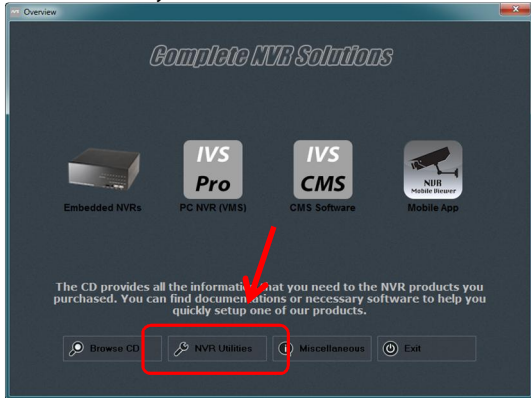 Overview
Complete NVR Solutions
IVS
Pro
IVS
CMS
NVR
Mobile Viewer
Embedded NVRs
PC NVR (VMS)
CMS Software
Mobile App
The CD provides all the information that you need to the NVR products you
purchased. You can find documentations or necessary software to help you
quickly setup one of our products.
Browse CD
NVR Utilities
Miscellaneous
Exit